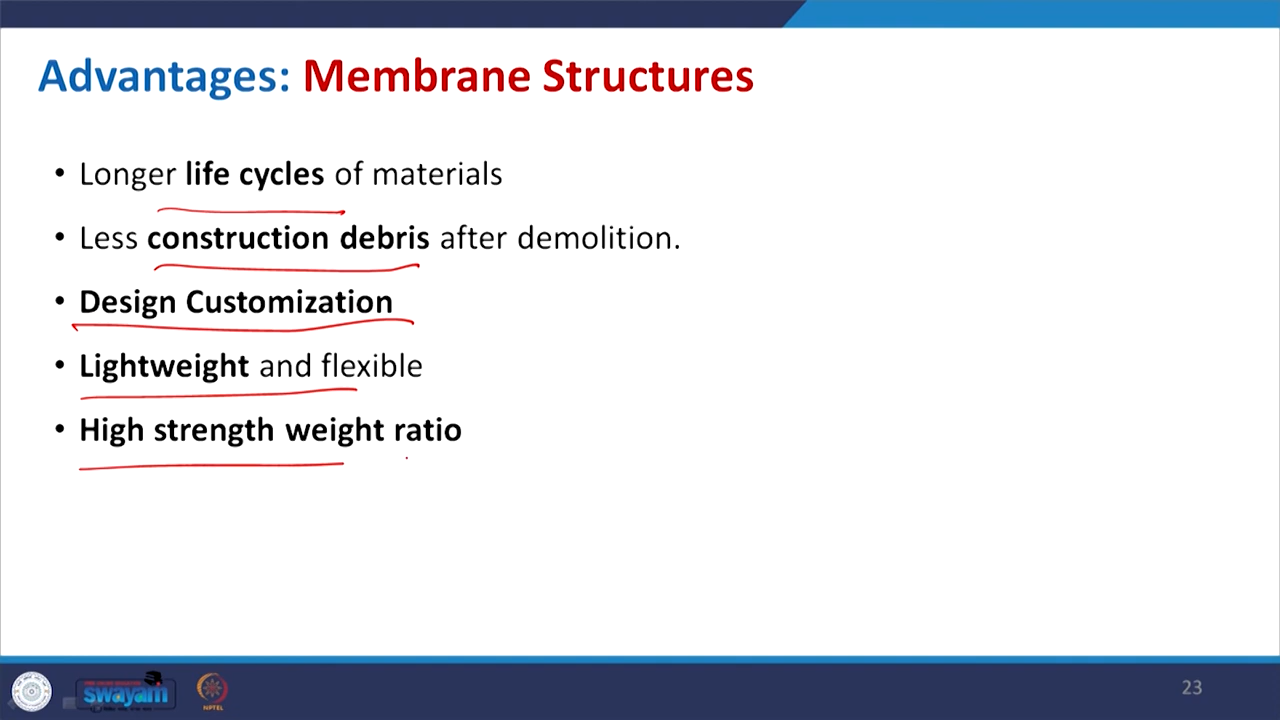 Advantages: Membrane Structures
• Longer life cycles of materials
• Less construction debris after demolition.
• Design Customization
• Lightweight and flexible
• High strength weight ratio
swayam
NPTEL
23